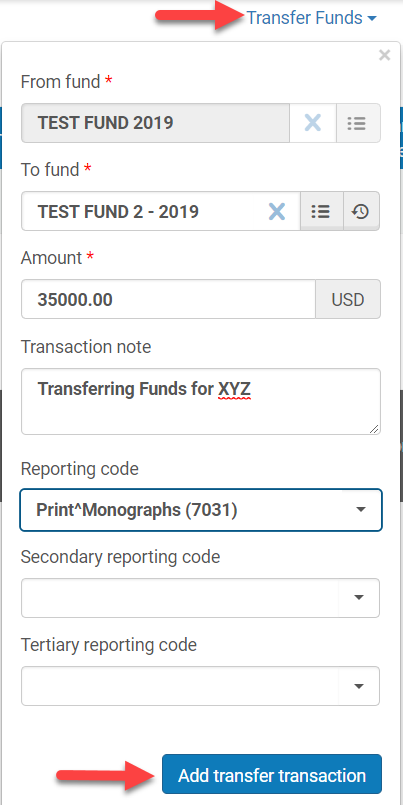 Transfer Funds
From fund *
TEST FUND 2019
To fund *
TEST FUND 2 - 2019
Amount *
35000.00 USD
Transaction note
Transferring Funds for XYZ
Reporting code
Print^Monographs (7031)
Secondary reporting code
Tertiary reporting code
Add transfer transaction